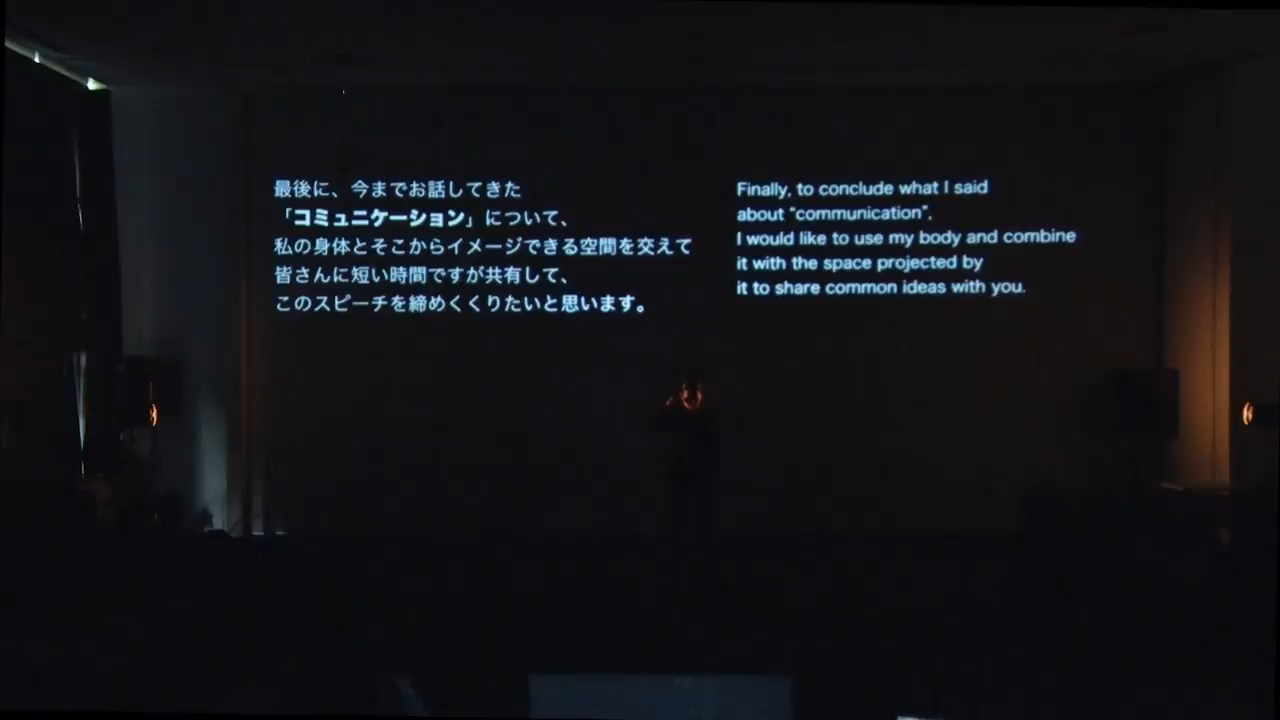 最後に、今までお話してきた
「コミュニケーション」について、
私の身体とそこからイメージできる空間を交えて
皆さんに短い時間ですが共有して、
このスピーチを締めくくりたいと思います。
Finally, to conclude what I said
about "communication",
I would like to use my body and combine
it with the space projected by
it to share common ideas with you.